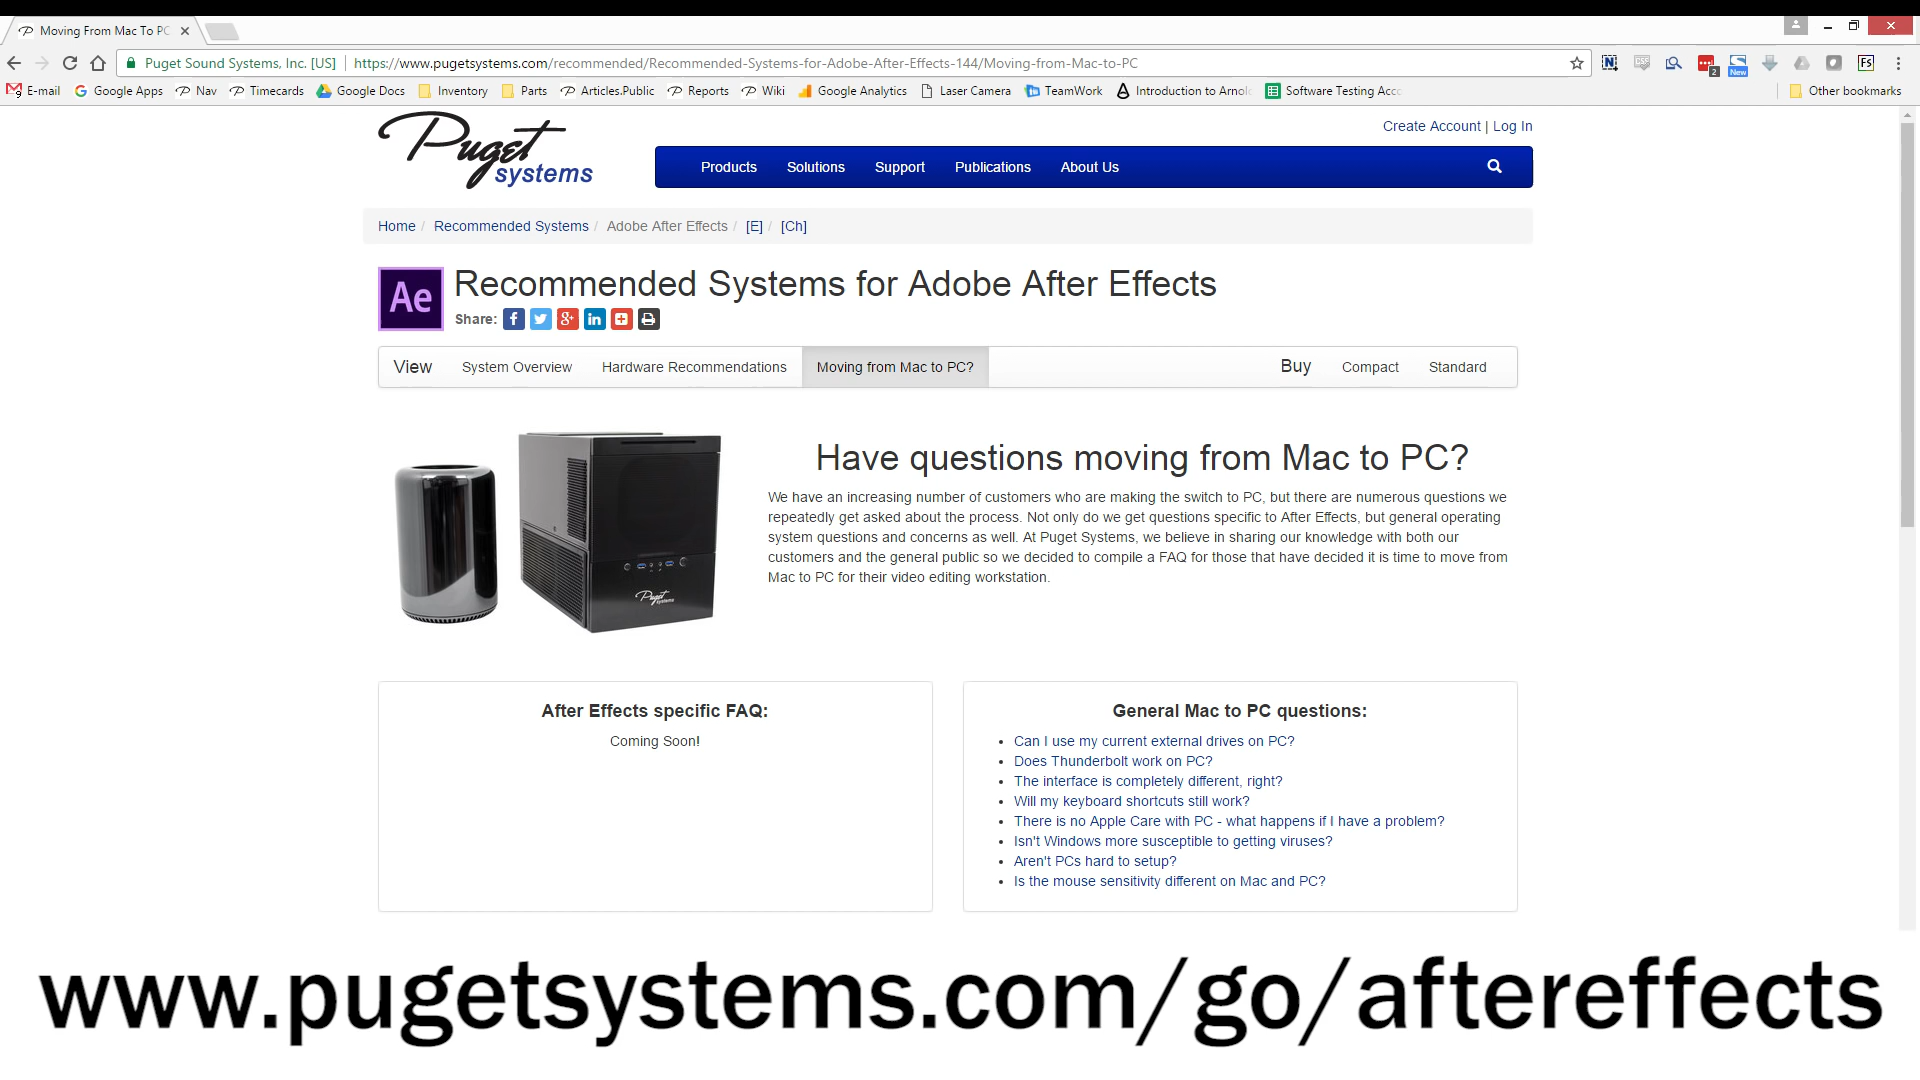 Moving From Mac To PC
Puget Sound Systems, Inc. [US] https://www.pugetsystems.com/recommended/Recommended-Systems-for-Adobe-After-Effects-144/Moving-from-Mac-to-PC
CSS 2 New FS
E-mail Google Apps Nav Timecards Google Docs Inventory Parts Articles.Public Reports Wiki Google Analytics Laser Camera TeamWork Introduction to Arnol Software Testing Acc Other bookmarks
Puget
systems
Create Account | Log In
Products Solutions Support Publications About Us
Home / Recommended Systems / Adobe After Effects / [E] / [Ch]
Ae
Recommended Systems for Adobe After Effects
Share:
View System Overview Hardware Recommendations Moving from Mac to PC? Buy Compact Standard
Puget
systems
Have questions moving from Mac to PC?
We have an increasing number of customers who are making the switch to PC, but there are numerous questions we
repeatedly get asked about the process. Not only do we get questions specific to After Effects, but general operating
system questions and concerns as well. At Puget Systems, we believe in sharing our knowledge with both our
customers and the general public so we decided to compile a FAQ for those that have decided it is time to move from
Mac to PC for their video editing workstation.
After Effects specific FAQ:
Coming Soon!
General Mac to PC questions:
• Can I use my current external drives on PC?
• Does Thunderbolt work on PC?
• The interface is completely different, right?
• Will my keyboard shortcuts still work?
• There is no Apple Care with PC - what happens if I have a problem?
• Isn't Windows more susceptible to getting viruses?
• Aren't PCs hard to setup?
• Is the mouse sensitivity different on Mac and PC?
www.pugetsystems.com/go/aftereffects